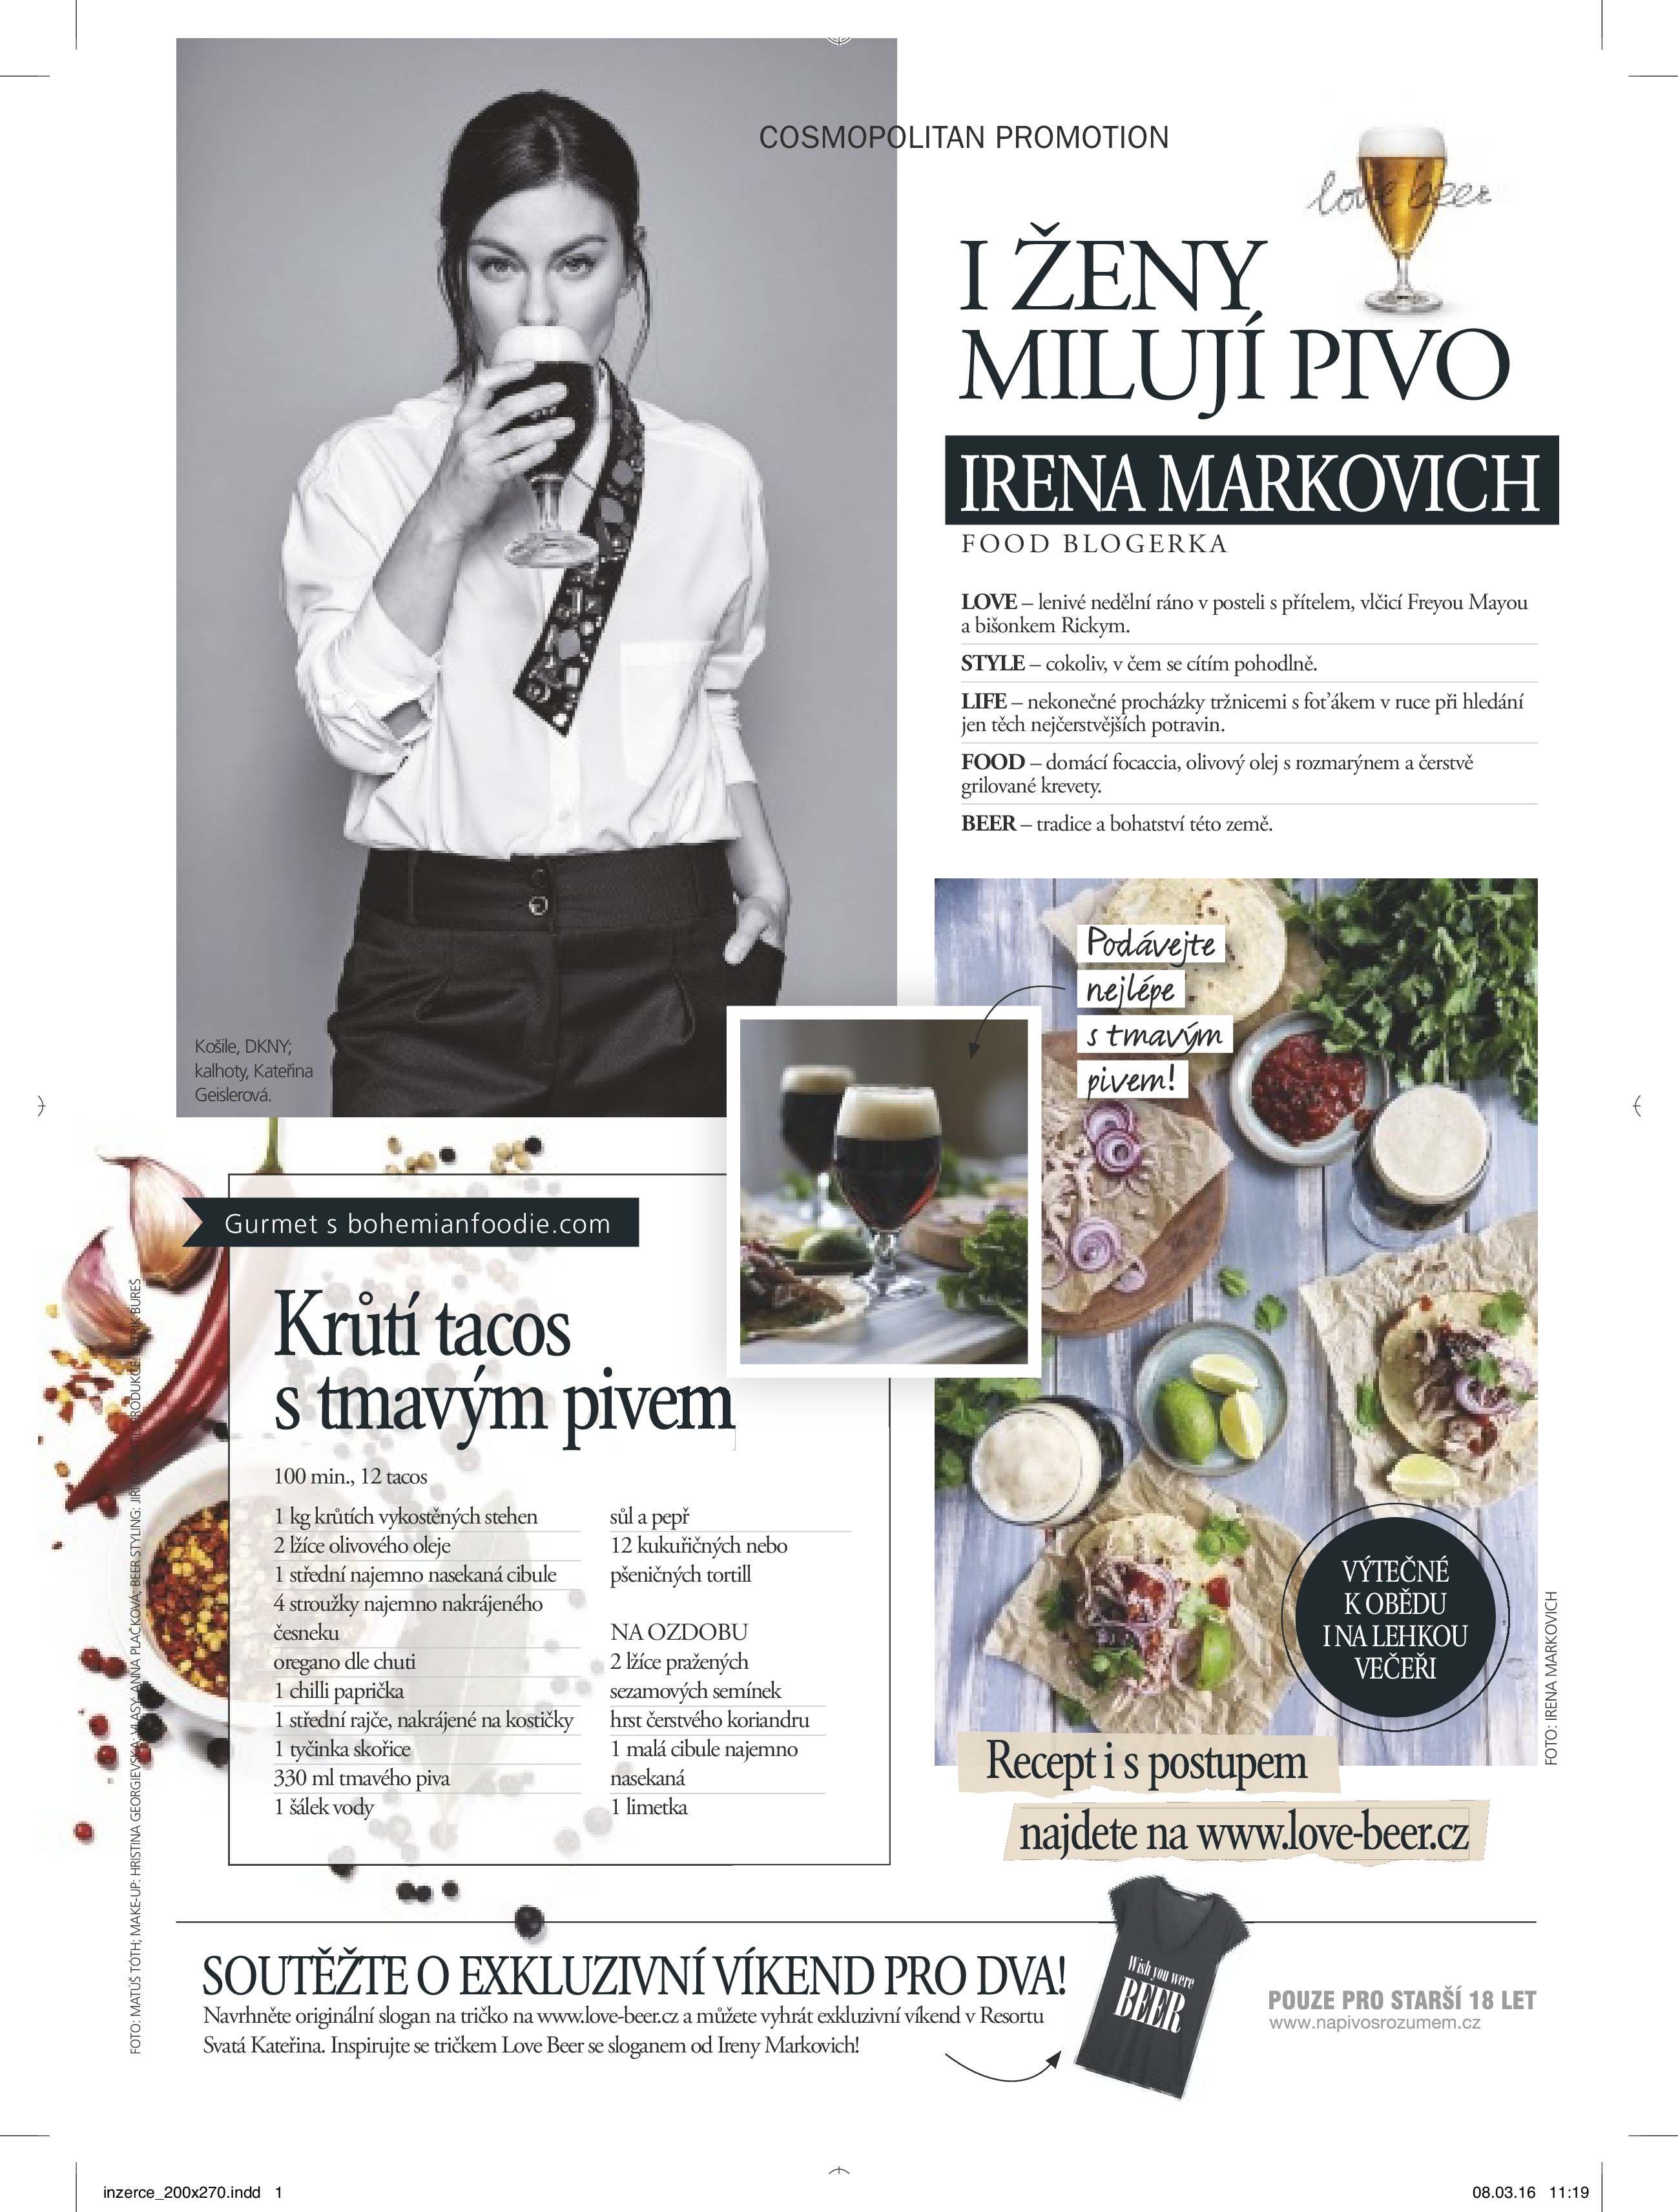 COSMOPOLITAN PROMOTION
love beer
I ŽENY
MILUJÍ PIVO
IRENA MARKOVICH
FOOD BLOGERKA
LOVE – lenivé nedělní ráno v posteli s přítelem, vlčicí Freyou Mayou
a bišonkem Rickym.
STYLE – cokoliv, v čem se cítím pohodlně.
LIFE – nekonečné procházky tržnicemi s foťákem v ruce při hledání
jen těch nejčerstvějších potravin.
FOOD – domácí focaccia, olivový olej s rozmarýnem a čerstvě
grilované krevety.
BEER – tradice a bohatství této země.
Košile, DKNY;
kalhoty, Kateřina
Geislerová.
Podávejte
nejlépe
s tmavým
pivem!
Gurmet s bohemianfoodie.com
Krůtí tacos
s tmavým pivem
100 min., 12 tacos
1 kg krůtích vykostěných stehen
2 lžíce olivového oleje
1 střední najemno nasekaná cibule
4 stroužky najemno nakrájeného
česneku
oregano dle chuti
1 chilli paprička
1 střední rajče, nakrájené na kostičky
1 tyčinka skořice
330 ml tmavého piva
1 šálek vody
sůl a pepř
12 kukuřičných nebo
pšeničných tortill
NA OZDOBU
2 lžíce pražených
sezamových semínek
hrst čerstvého koriandru
1 malá cibule najemno
nasekaná
1 limetka
VÝTEČNÉ
K OBĚDU
I NA LEHKOU
VEČEŘI
FOTO: IRENA MARKOVICH
Recept i s postupem
najdete na www.love-beer.cz
FOTO: MATÚŠ TÓTH; MAKE-UP: HRISTINA GEORGIEVSKA; VLASY: ANNA PLAČKOVÁ; BEER STYLING: BUREŠ
SOUTĚŽTE O EXKLUZIVNÍ VÍKEND PRO DVA!
Navrhněte originální slogan na tričko na www.love-beer.cz a můžete vyhrát exkluzivní víkend v Resortu
Svatá Kateřina. Inspirujte se tričkem Love Beer se sloganem od Ireny Markovich!
Wish you were
BEER
POUZE PRO STARŠÍ 18 LET
www.napivosrozumem.cz
inzerce_200x270.indd 1
08.03.16 11:19